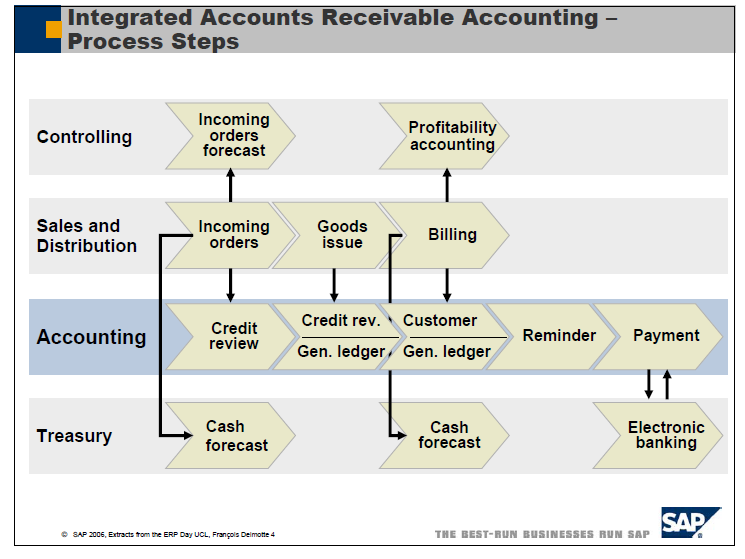 Integrated Accounts Receivable Accounting –
Process Steps
Controlling
Incoming
orders
forecast
Profitability
accounting
Sales and
Distribution
Incoming
orders
Goods
issue
Billing
Accounting
Credit
review
Credit rev.
Gen. ledger
Customer
Gen. ledger
Reminder
Payment
Treasury
Cash
forecast
Cash
forecast
Electronic
banking
© SAP 2006, Extracts from the ERP Day UCL, François Delmotte 4
THE BEST-RUN BUSINESSES RUN SAP
SAP®